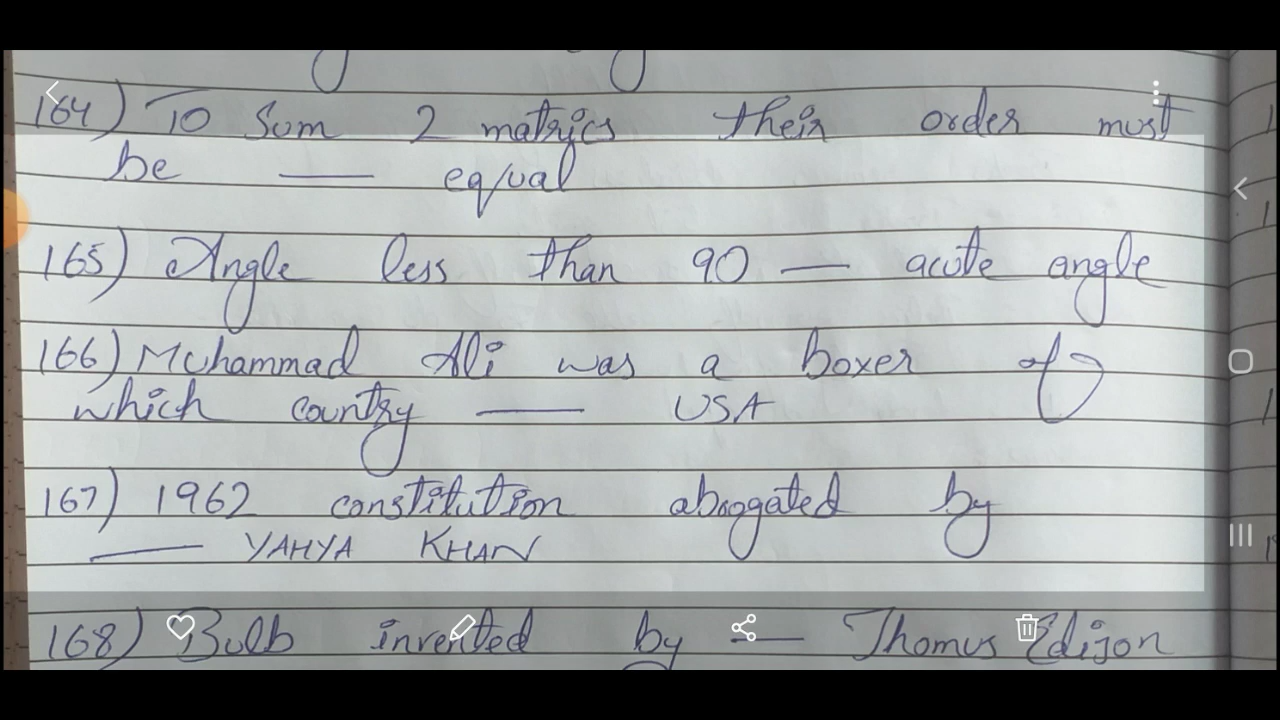 164) To Sum 2 matrics their order must
be — equal
165) Angle less than 90 — acute angle
166) Muhammad Ali was a boxer of
which country — USA
167) 1962 constitution abrogated by
— YAHYA KHAN
168) Bulb invented by — Thomus Edison